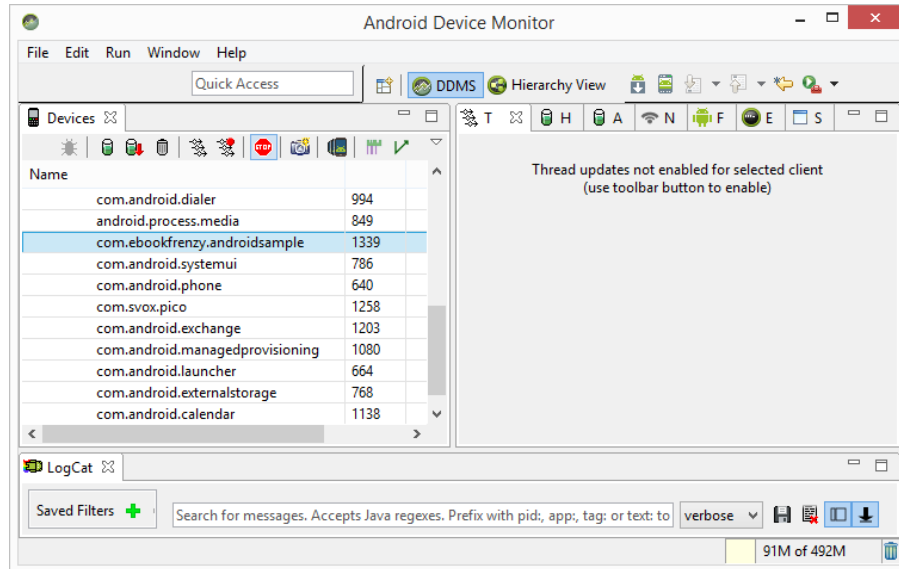 Android Device Monitor
File Edit Run Window Help
Quick Access
DDMS Hierarchy View
Devices
Name
com.android.dialer 994
android.process.media 849
com.ebookfrenzy.androidsample 1339
com.android.systemui 786
com.android.phone 640
com.svox.pico 1258
com.android.exchange 1203
com.android.managedprovisioning 1080
com.android.launcher 664
com.android.externalstorage 768
com.android.calendar 1138
T H A N F E S
Thread updates not enabled for selected client
(use toolbar button to enable)
LogCat
Saved Filters
Search for messages. Accepts Java regexes. Prefix with pid:, app:, tag: or text: to
verbose
91M of 492M